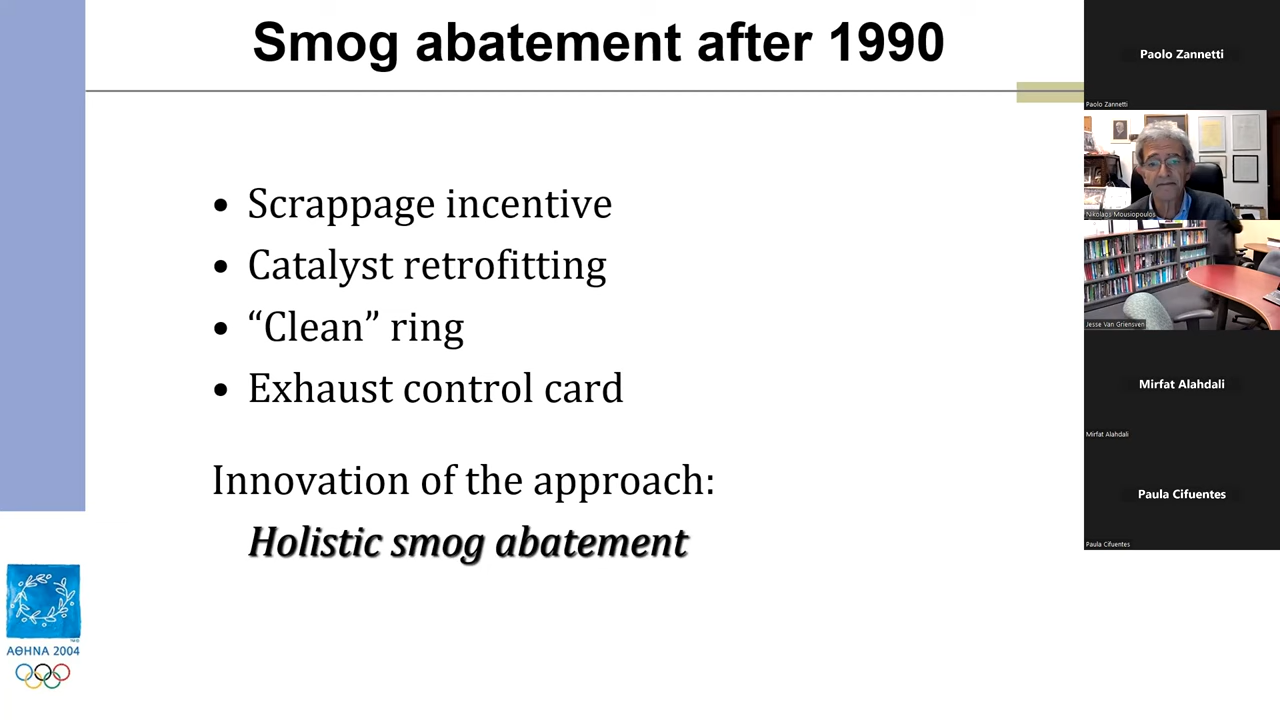 Smog abatement after 1990
• Scrappage incentive
• Catalyst retrofitting
• “Clean” ring
• Exhaust control card
Innovation of the approach:
Holistic smog abatement
ΑΘΗΝΑ 2004
Paolo Zannetti
Paolo Zannetti
Nikolaos Mousiopoulos
Jesse Van Griensven
Mirfat Alahdali
Mirfat Alahdali
Paula Cifuentes
Paula Cifuentes